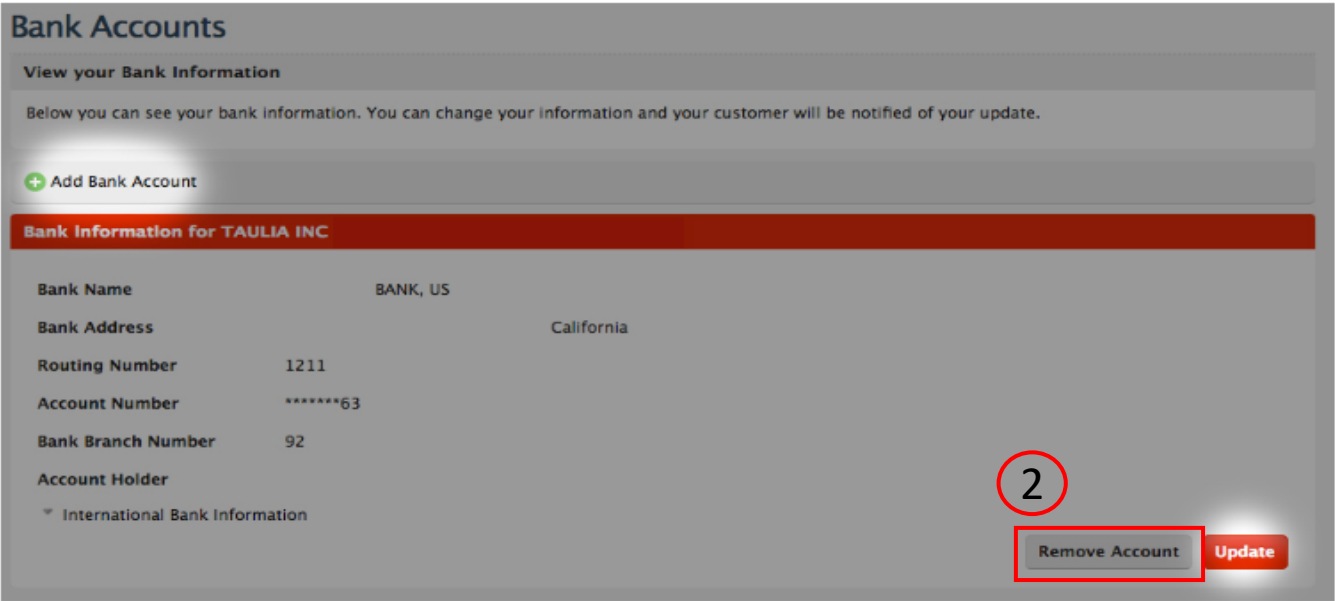 Bank Accounts
View your Bank Information
Below you can see your bank information. You can change your information and your customer will be notified of your update.
Add Bank Account
Bank Information for TAULIA INC
Bank Name BANK, US
Bank Address California
Routing Number 1211
Account Number *******63
Bank Branch Number 92
Account Holder
International Bank Information
2
Remove Account Update